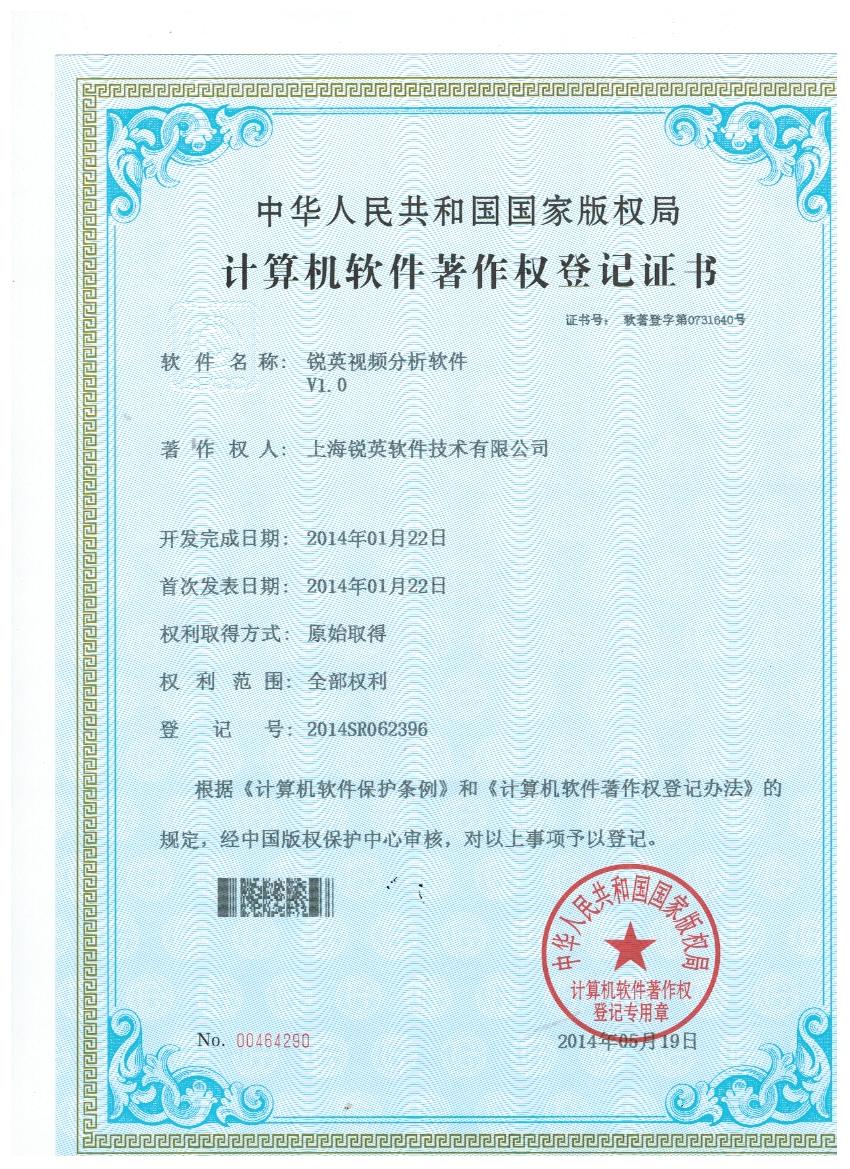 中华人民共和国国家版权局
计算机软件著作权登记证书
证书号： 软著登字第0731640号
软 件 名 称： 锐英视频分析软件
V1.0
著 作 权 人： 上海锐英软件技术有限公司
开发完成日期： 2014年01月22日
首次发表日期： 2014年01月22日
权利取得方式： 原始取得
权 利 范 围： 全部权利
登 记 号： 2014SR062396
根据《计算机软件保护条例》和《计算机软件著作权登记办法》的
规定，经中国版权保护中心审核，对以上事项予以登记。
中华人民共和国国家版权局
计算机软件著作权
登记专用章
No. 00464290
2014年05月19日